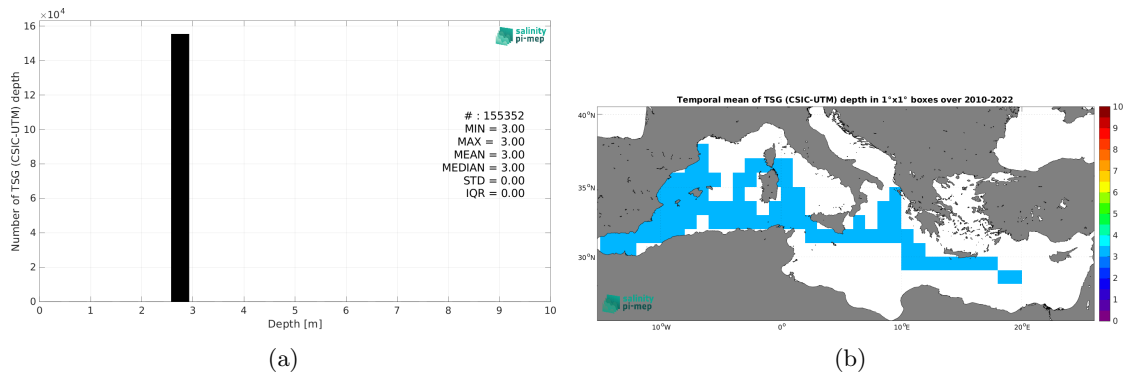 ×10⁴
16
14
12
10
8
6
4
2
0
Number of TSG (CSIC-UTM) depth
salinity
pi-mep
# : 155352
MIN = 3.00
MAX = 3.00
MEAN = 3.00
MEDIAN = 3.00
STD = 0.00
IQR = 0.00
0 1 2 3 4 5 6 7 8 9 10
Depth [m]
(a)
Temporal mean of TSG (CSIC-UTM) depth in 1°x1° boxes over 2010-2022
40°N
35°N
30°N
10°W 0° 10°E 20°E
salinity
pi-mep
10
9
8
7
6
5
4
3
2
1
0
(b)